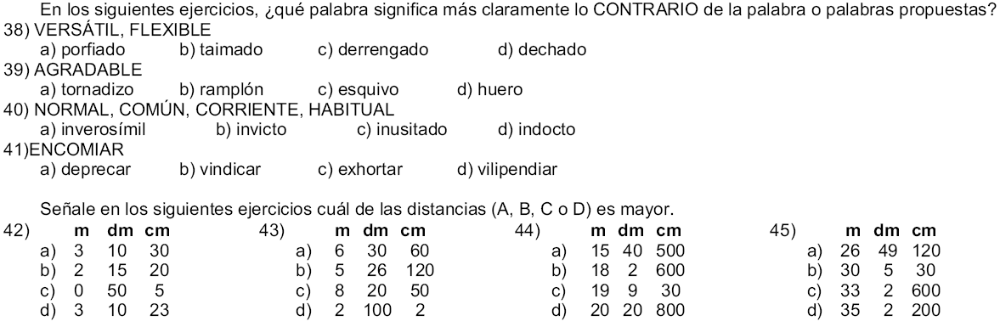 En los siguientes ejercicios, ¿qué palabra significa más claramente lo CONTRARIO de la palabra o palabras propuestas?
38) VERSÁTIL, FLEXIBLE
a) porfiado b) taimado c) derrengado d) dechado
39) AGRADABLE
a) tornadizo b) ramplón c) esquivo d) huero
40) NORMAL, COMÚN, CORRIENTE, HABITUAL
a) inverosímil b) invicto c) inusitado d) indocto
41)ENCOMIAR
a) deprecar b) vindicar c) exhortar d) vilipendiar
Señale en los siguientes ejercicios cuál de las distancias (A, B, C o D) es mayor.
42) m dm cm 43) m dm cm 44) m dm cm 45) m dm cm
a) 3 10 30 a) 6 30 60 a) 15 40 500 a) 26 49 120
b) 2 15 20 b) 5 26 120 b) 18 2 600 b) 30 5 30
c) 0 50 5 c) 8 20 50 c) 19 9 30 c) 33 2 600
d) 3 10 23 d) 2 100 2 d) 20 20 800 d) 35 2 200